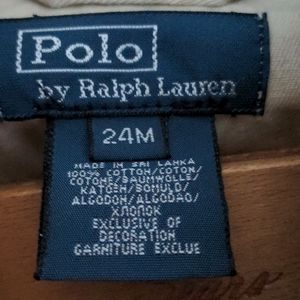 Polo
by Ralph Lauren
24M
MADE IN SRI LANKA
100% COTTON/COTON/
COTONE/BAUMWOLLE/
KATOEN/BOMULD/
ALGODON/ALGODAO/
ХЛОПОК
EXCLUSIVE OF
DECORATION
GARNITURE EXCLUE